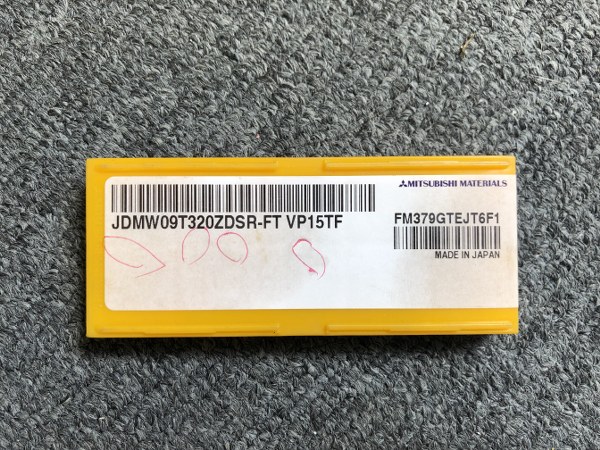 MITSUBISHI MATERIALS
JDMW09T320ZDSR-FT VP15TF
FM379GTEJT6F1
MADE IN JAPAN